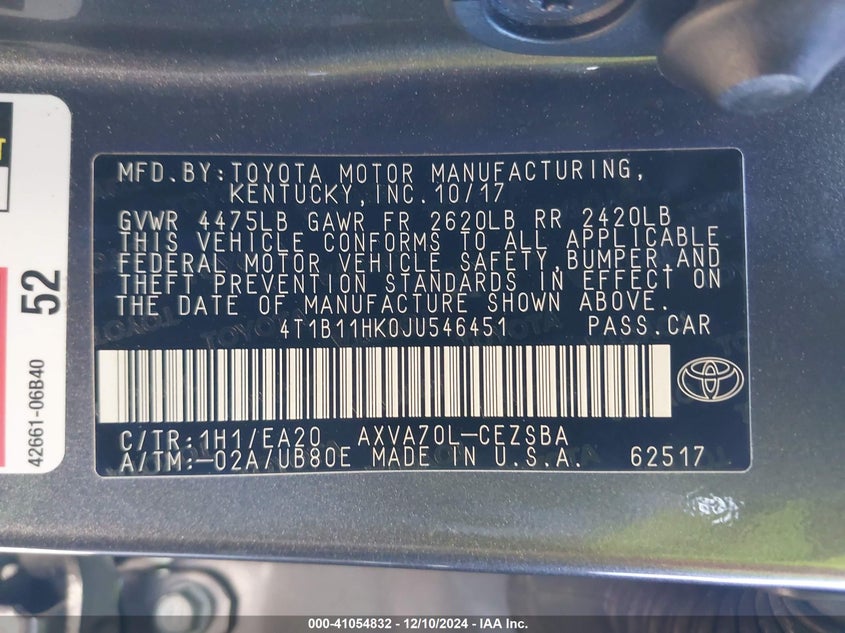 MFD.BY:TOYOTA MOTOR MANUFACTURING,
KENTUCKY,INC.10/17
GVWR 4475LB GAWR FR 2620LB RR 2420LB
THIS VEHICLE CONFORMS TO ALL APPLICABLE
FEDERAL MOTOR VEHICLE SAFETY,BUMPER,AND
THEFT PREVENTION STANDARDS IN EFFECT ON
THE DATE OF MANUFACTURE SHOWN ABOVE.
4T1B11HK0JU546451 PASS.CAR
C/TR:1H1/EA20 AXVA70L-CEZSBA
A/TM:-02A/UB80E MADE IN U.S.A. 62517
52
42661-06B40
000-41054832 - 12/10/2024 - IAA Inc.